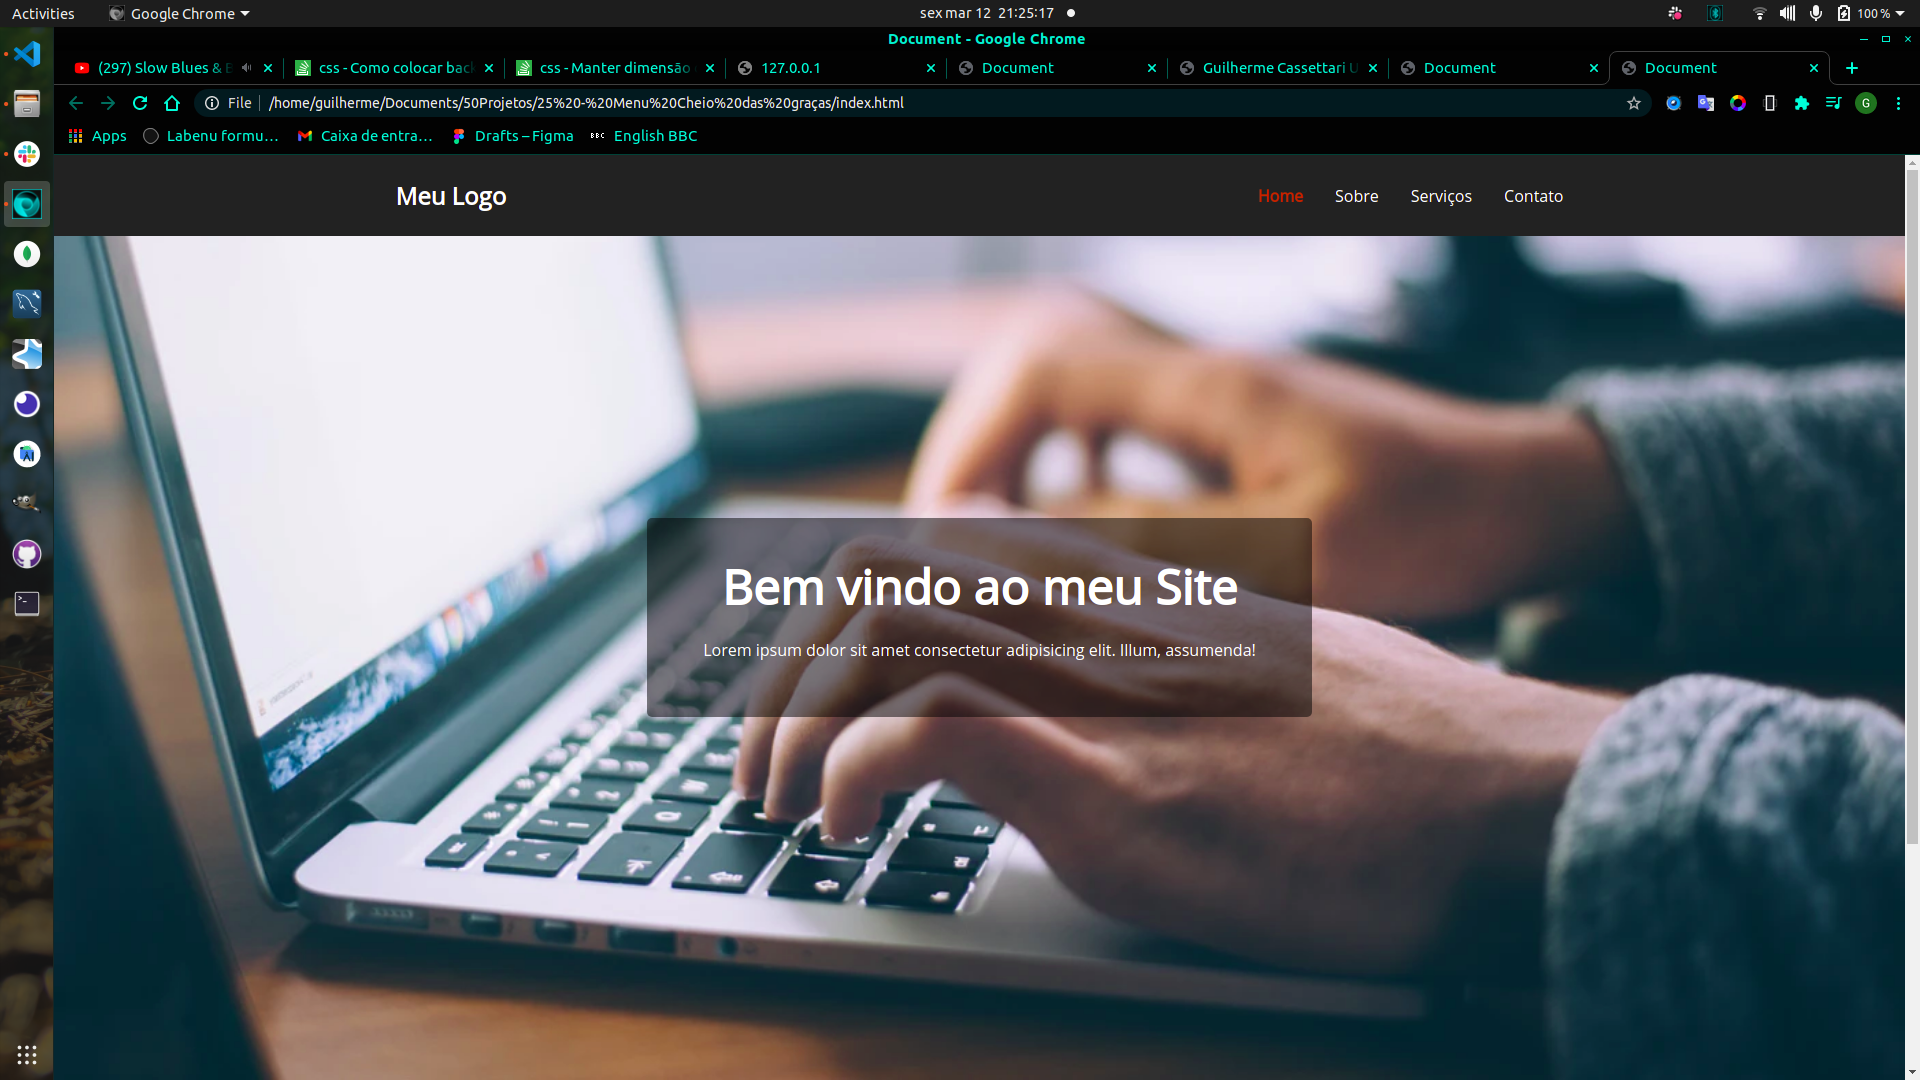 Activities
Google Chrome
sex mar 12 21:25:17
100 %
Document - Google Chrome
(297) Slow Blues & B
css - Como colocar back
css - Manter dimensão
127.0.0.1
Document
Guilherme Cassettari U
Document
Document
File
/home/guilherme/Documents/50Projetos/25%20-%20Menu%20Cheio%20das%20graças/index.html
G
Apps
Labenu formu…
Caixa de entra…
Drafts – Figma
BBC
English BBC
Meu Logo
Home
Sobre
Serviços
Contato
Bem vindo ao meu Site
Lorem ipsum dolor sit amet consectetur adipisicing elit. Illum, assumenda!